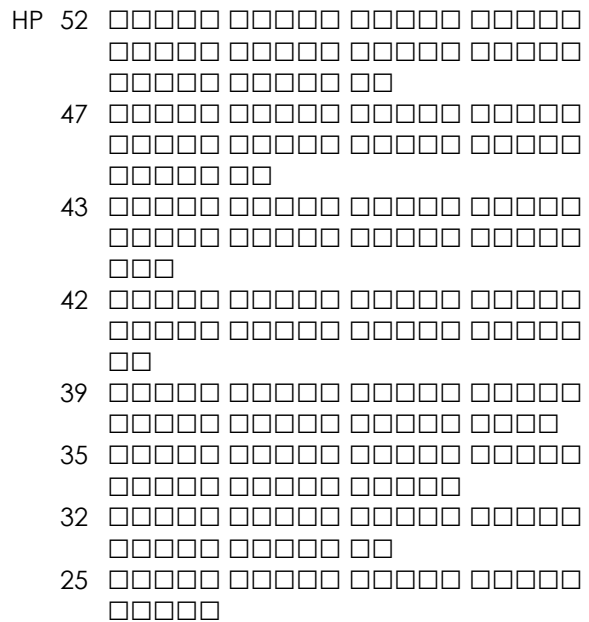 HP 52 □□□□□ □□□□□ □□□□□ □□□□□
□□□□□ □□□□□ □□□□□ □□□□□
□□□□□ □□□□□ □□
47 □□□□□ □□□□□ □□□□□ □□□□□
□□□□□ □□□□□ □□□□□ □□□□□
□□□□□ □□
43 □□□□□ □□□□□ □□□□□ □□□□□
□□□□□ □□□□□ □□□□□ □□□□□
□□□
42 □□□□□ □□□□□ □□□□□ □□□□□
□□□□□ □□□□□ □□□□□ □□□□□
□□
39 □□□□□ □□□□□ □□□□□ □□□□□
□□□□□ □□□□□ □□□□□ □□□□
35 □□□□□ □□□□□ □□□□□ □□□□□
□□□□□ □□□□□ □□□□□
32 □□□□□ □□□□□ □□□□□ □□□□□
□□□□□ □□□□□ □□
25 □□□□□ □□□□□ □□□□□ □□□□□
□□□□□